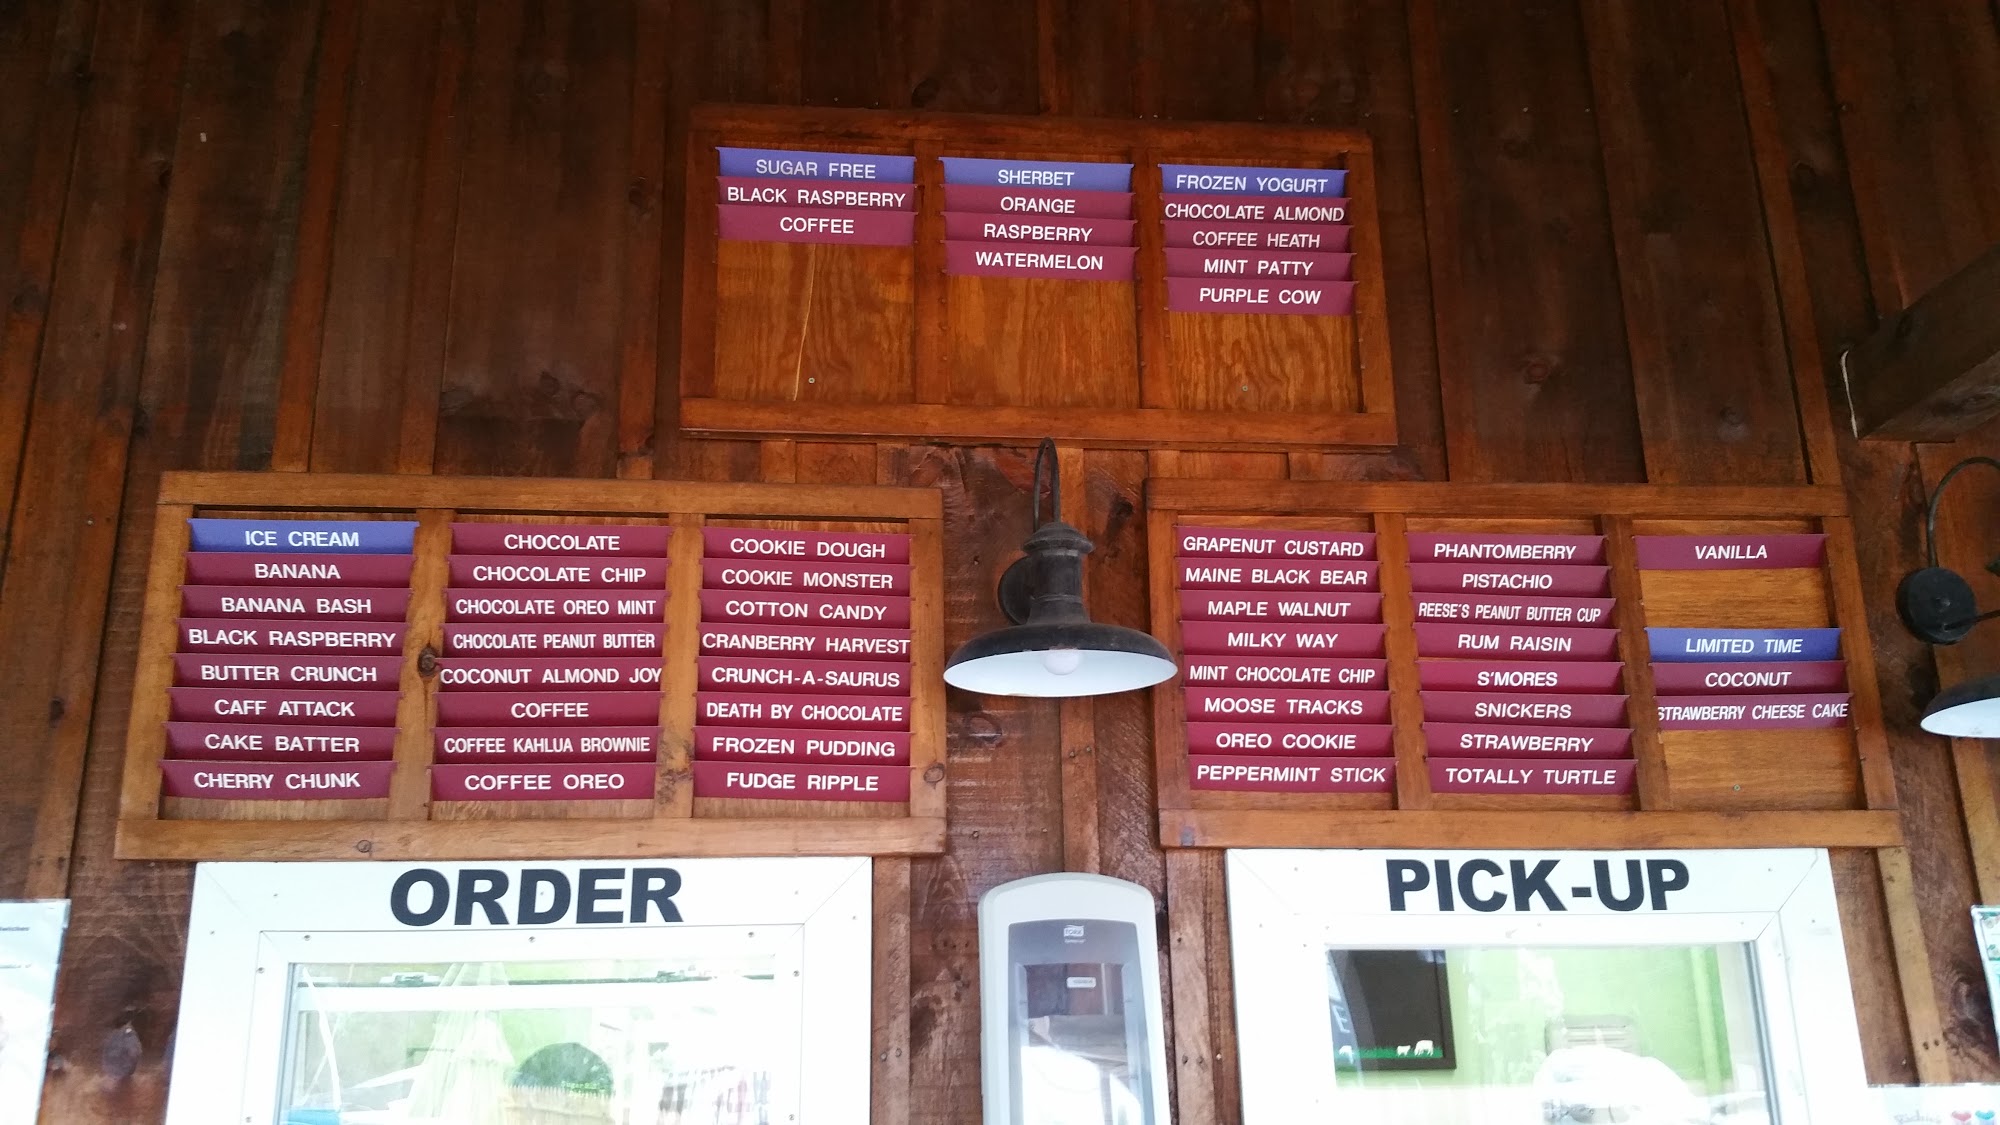 SUGAR FREE
BLACK RASPBERRY
COFFEE
SHERBET
ORANGE
RASPBERRY
WATERMELON
FROZEN YOGURT
CHOCOLATE ALMOND
COFFEE HEATH
MINT PATTY
PURPLE COW
ICE CREAM
BANANA
BANANA BASH
BLACK RASPBERRY
BUTTER CRUNCH
CAFF ATTACK
CAKE BATTER
CHERRY CHUNK
CHOCOLATE
CHOCOLATE CHIP
CHOCOLATE OREO MINT
CHOCOLATE PEANUT BUTTER
COCONUT ALMOND JOY
COFFEE
COFFEE KAHLUA BROWNIE
COFFEE OREO
COOKIE DOUGH
COOKIE MONSTER
COTTON CANDY
CRANBERRY HARVEST
CRUNCH-A-SAURUS
DEATH BY CHOCOLATE
FROZEN PUDDING
FUDGE RIPPLE
GRAPENUT CUSTARD
MAINE BLACK BEAR
MAPLE WALNUT
MILKY WAY
MINT CHOCOLATE CHIP
MOOSE TRACKS
OREO COOKIE
PEPPERMINT STICK
PHANTOMBERRY
PISTACHIO
REESE'S PEANUT BUTTER CUP
RUM RAISIN
S'MORES
SNICKERS
STRAWBERRY
TOTALLY TURTLE
VANILLA
LIMITED TIME
COCONUT
STRAWBERRY CHEESE CAKE
ORDER
PICK-UP